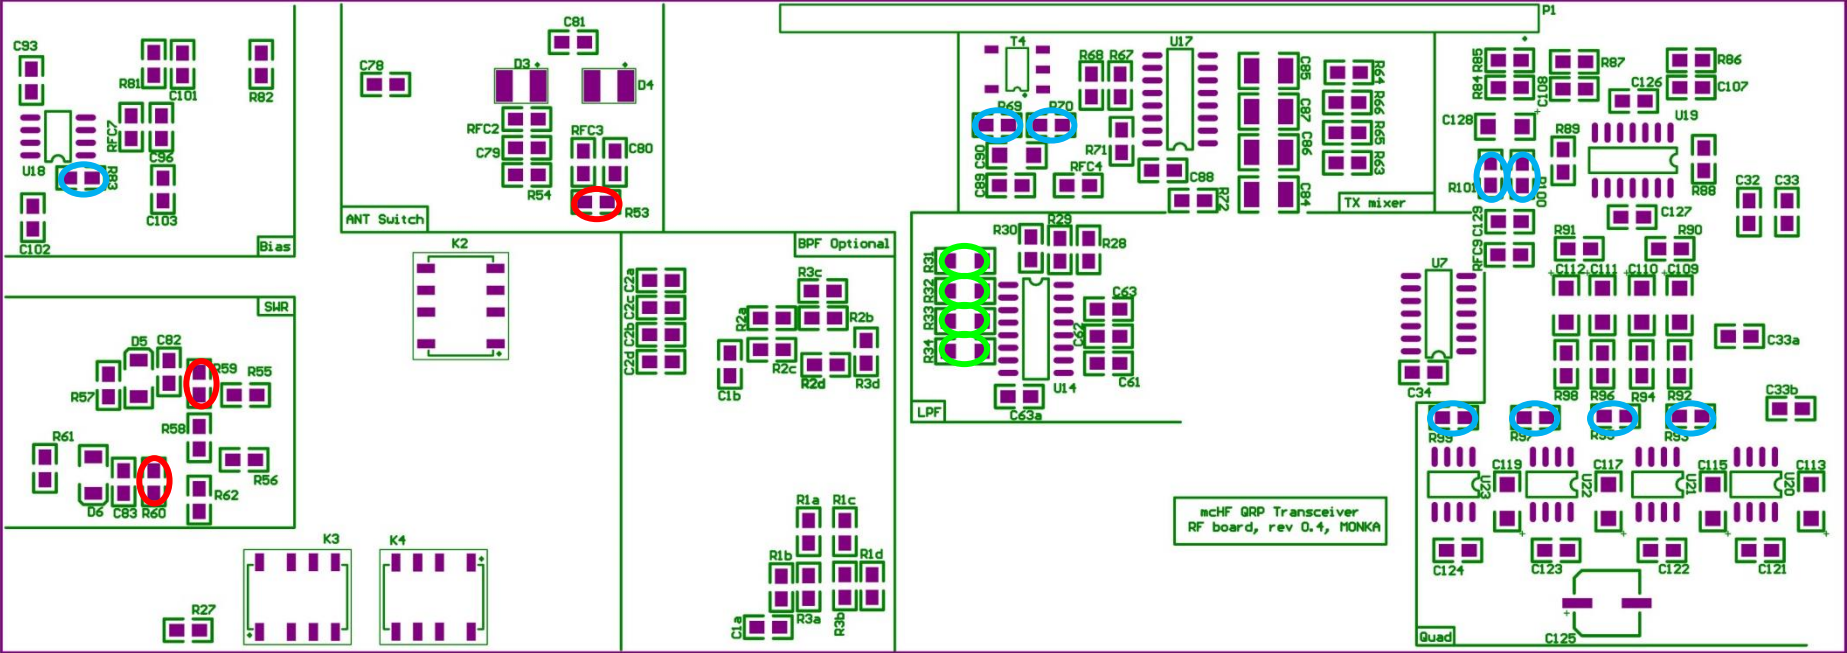 P1
C93
R81
C101
R82
RFC7
C96
U18
R83
C103
C102
Bias
C81
C78
D3
D4
RFC2
RFC3
C79
C80
R54
R53
ANT Switch
T4
R68
R67
U17
R69
R70
C90
R71
RFC4
C89
C88
R72
C85
C87
C86
C84
R64
R66
R65
R63
TX mixer
R85
R84
C108
R87
R86
C126
C107
C128
U19
R89
R101
R100
R88
C32
C33
C129
C127
RFC9
R91
R90
U7
C112
C111
C110
C109
C34
R98
R96
R94
R92
C33a
C33b
R99
R97
R95
R93
C119
C117
C115
C113
U23
U22
U21
U20
C124
C123
C122
C121
C125
Quad
K2
BPF Optional
C2a
C2c
C2b
C2d
R3c
R2a
R2b
R2c
R2d
R3d
C1b
R30
R29
R28
R31
R32
R33
R34
C63
C62
C61
U14
C63a
LPF
SWR
D5
C82
R59
R55
R57
R58
R61
R56
D6
C83
R60
R62
K3
K4
R27
R1a
R1c
R1b
R1d
R3a
R3b
C1a
mcHF QRP Transceiver
RF board, rev 0.4, MONKA